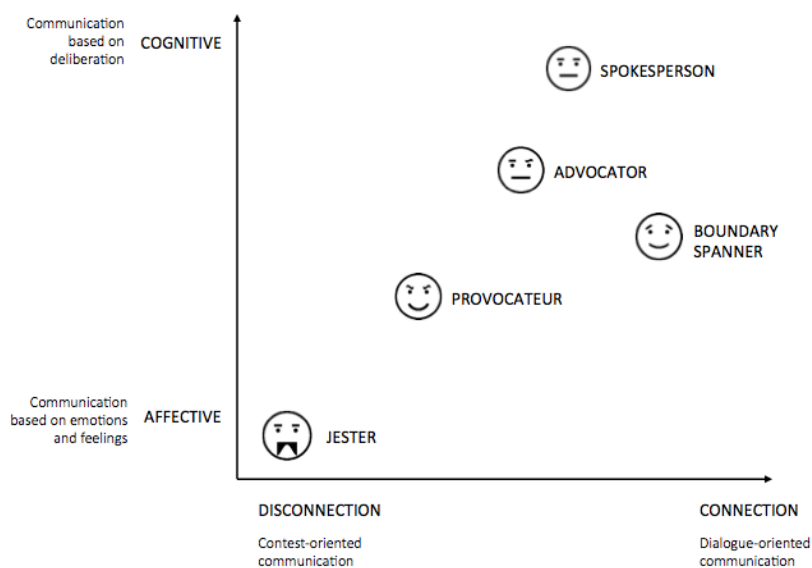 Communication
based on
deliberation
COGNITIVE
SPOKESPERSON
ADVOCATOR
BOUNDARY
SPANNER
PROVOCATEUR
Communication
based on emotions
and feelings
AFFECTIVE
JESTER
DISCONNECTION
Contest-oriented
communication
CONNECTION
Dialogue-oriented
communication